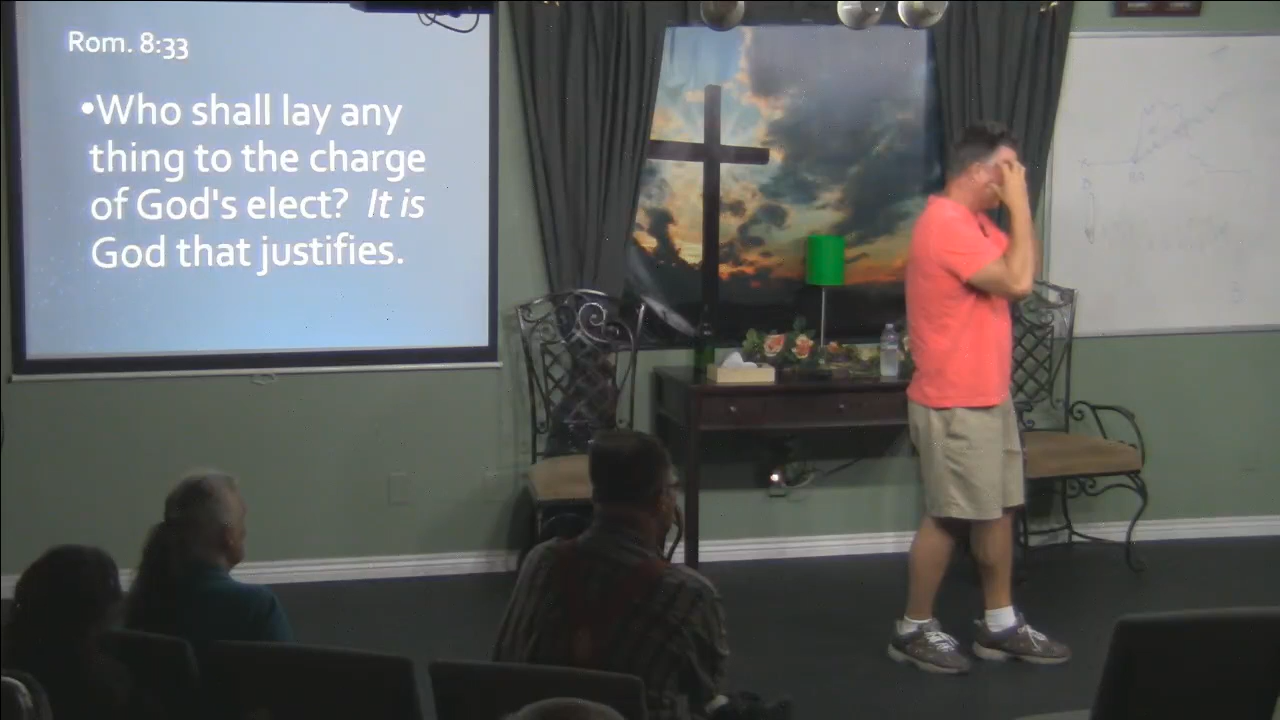 Rom. 8:33
•Who shall lay any
thing to the charge
of God's elect? It is
God that justifies.